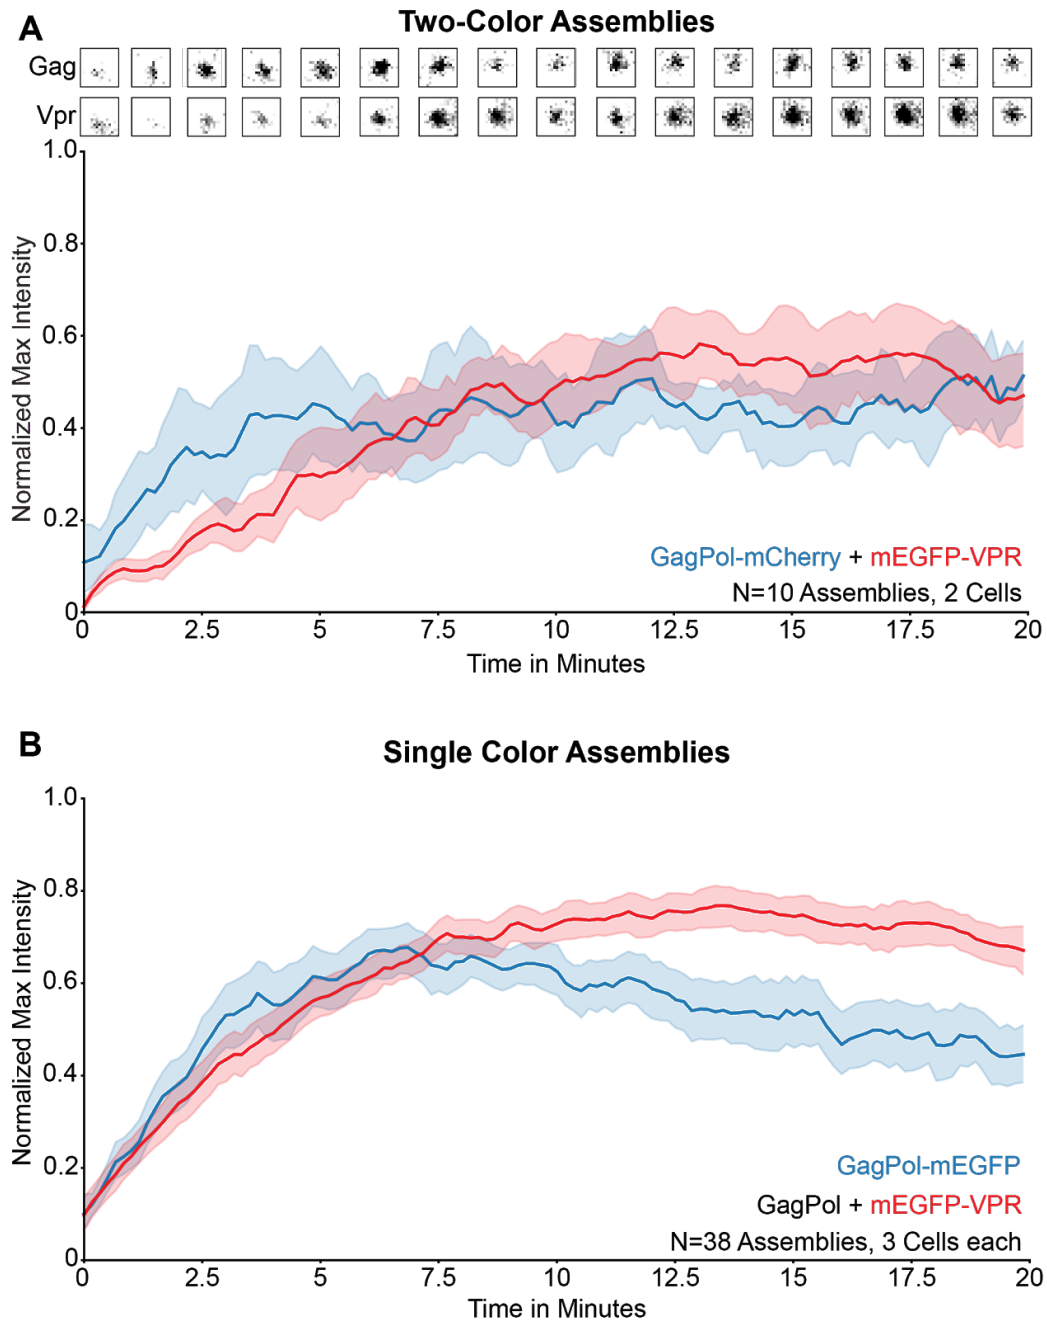 A
Two-Color Assemblies
Gag
Vpr
Normalized Max Intensity
1.0
0.8
0.6
0.4
0.2
0
GagPol-mCherry + mEGFP-VPR
N=10 Assemblies, 2 Cells
0 2.5 5 7.5 10 12.5 15 17.5 20
Time in Minutes
B
Single Color Assemblies
Normalized Max Intensity
1.0
0.8
0.6
0.4
0.2
0
GagPol-mEGFP
GagPol + mEGFP-VPR
N=38 Assemblies, 3 Cells each
0 2.5 5 7.5 10 12.5 15 17.5 20
Time in Minutes